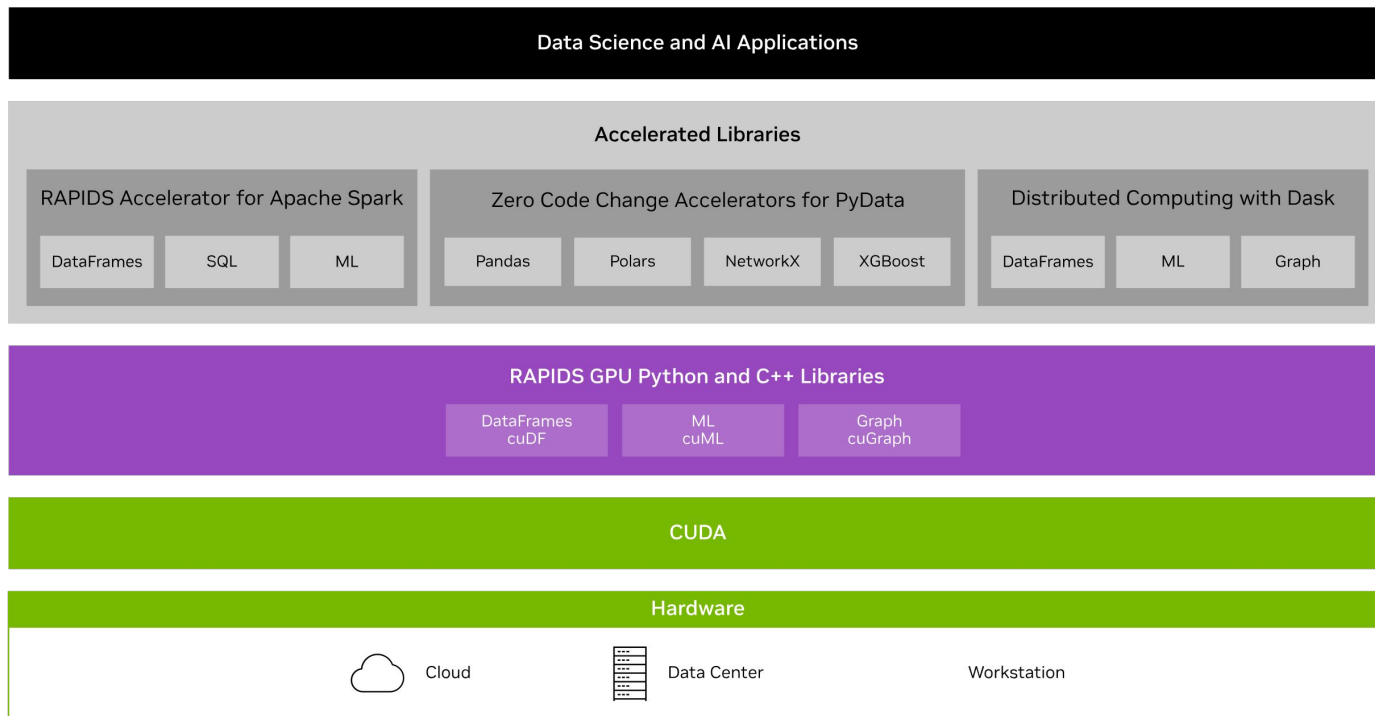 Data Science and AI Applications
Accelerated Libraries
RAPIDS Accelerator for Apache Spark
DataFrames
SQL
ML
Zero Code Change Accelerators for PyData
Pandas
Polars
NetworkX
XGBoost
Distributed Computing with Dask
DataFrames
ML
Graph
RAPIDS GPU Python and C++ Libraries
DataFrames
cuDF
ML
cuML
Graph
cuGraph
CUDA
Hardware
Cloud
Data Center
Workstation